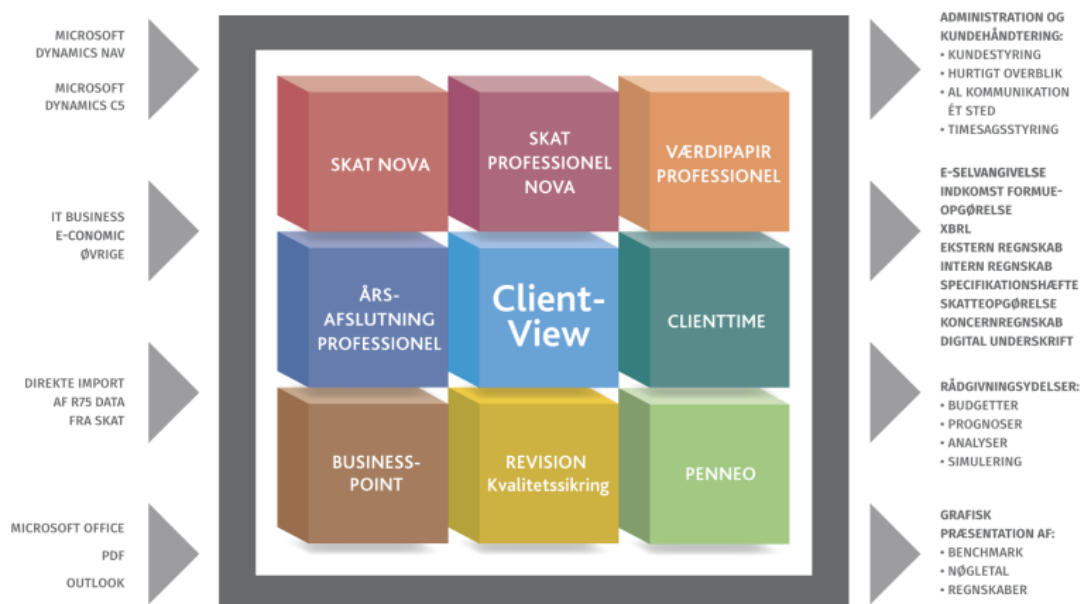 MICROSOFT
DYNAMICS NAV
MICROSOFT
DYNAMICS C5
IT BUSINESS
E-CONOMIC
ØVRIGE
DIREKTE IMPORT
AF R75 DATA
FRA SKAT
MICROSOFT OFFICE
PDF
OUTLOOK
SKAT NOVA
SKAT
PROFESSIONEL
NOVA
VÆRDIPAPIR
PROFESSIONEL
ÅRS-
AFSLUTNING
PROFESSIONEL
Client-
View
CLIENTTIME
BUSINESS-
POINT
REVISION
Kvalitetssikring
PENNEO
ADMINISTRATION OG
KUNDEHÅNDTERING:
• KUNDESTYRING
• HURTIGT OVERBLIK
• AL KOMMUNIKATION
ÉT STED
• TIMESAGSSTYRING
E-SELVANGIVELSE
INDKOMST FORMUE-
OPGØRELSE
XBRL
EKSTERN REGNSKAB
INTERN REGNSKAB
SPECIFIKATIONSHÆFTE
SKATTEOPGØRELSE
KONCERNREGNSKAB
DIGITAL UNDERSKRIFT
RÅDGIVNINGSYDELSER:
• BUDGETTER
• PROGNOSER
• ANALYSER
• SIMULERING
GRAFISK
PRÆSENTATION AF:
• BENCHMARK
• NØGLETAL
• REGNSKABER